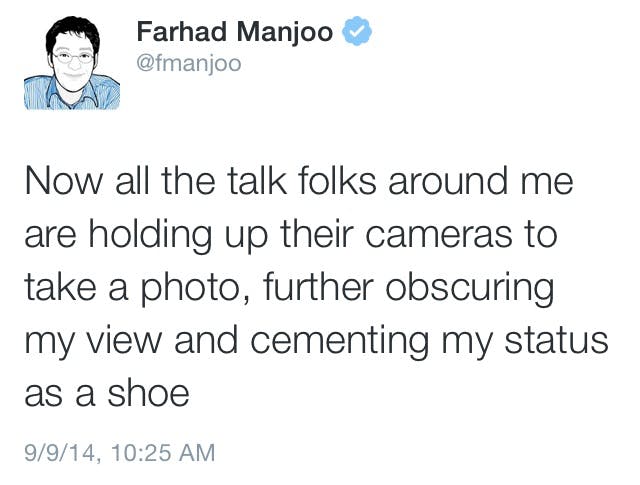 Farhad Manjoo
@fmanjoo
Now all the talk folks around me
are holding up their cameras to
take a photo, further obscuring
my view and cementing my status
as a shoe
9/9/14, 10:25 AM